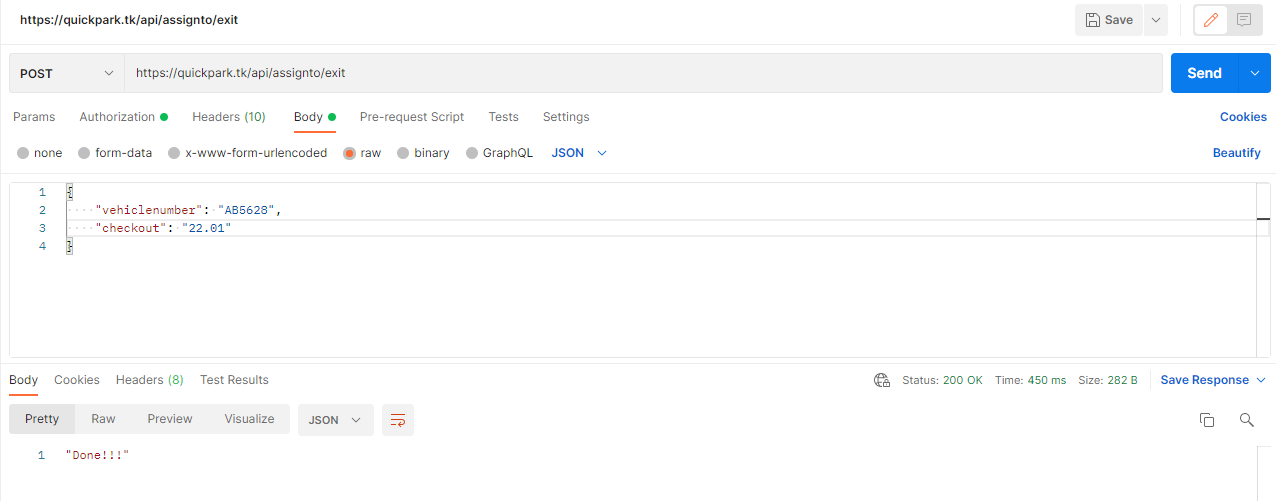 https://quickpark.tk/api/assignto/exit
Save
POST
https://quickpark.tk/api/assignto/exit
Send
Params Authorization Headers (10) Body Pre-request Script Tests Settings Cookies
none form-data x-www-form-urlencoded raw binary GraphQL JSON Beautify
1 {
2 "vehiclenumber": "AB5628",
3 "checkout": "22.01"
4 }
Body Cookies Headers (8) Test Results Status: 200 OK Time: 450 ms Size: 282 B Save Response
Pretty Raw Preview Visualize JSON
1 "Done!!!"